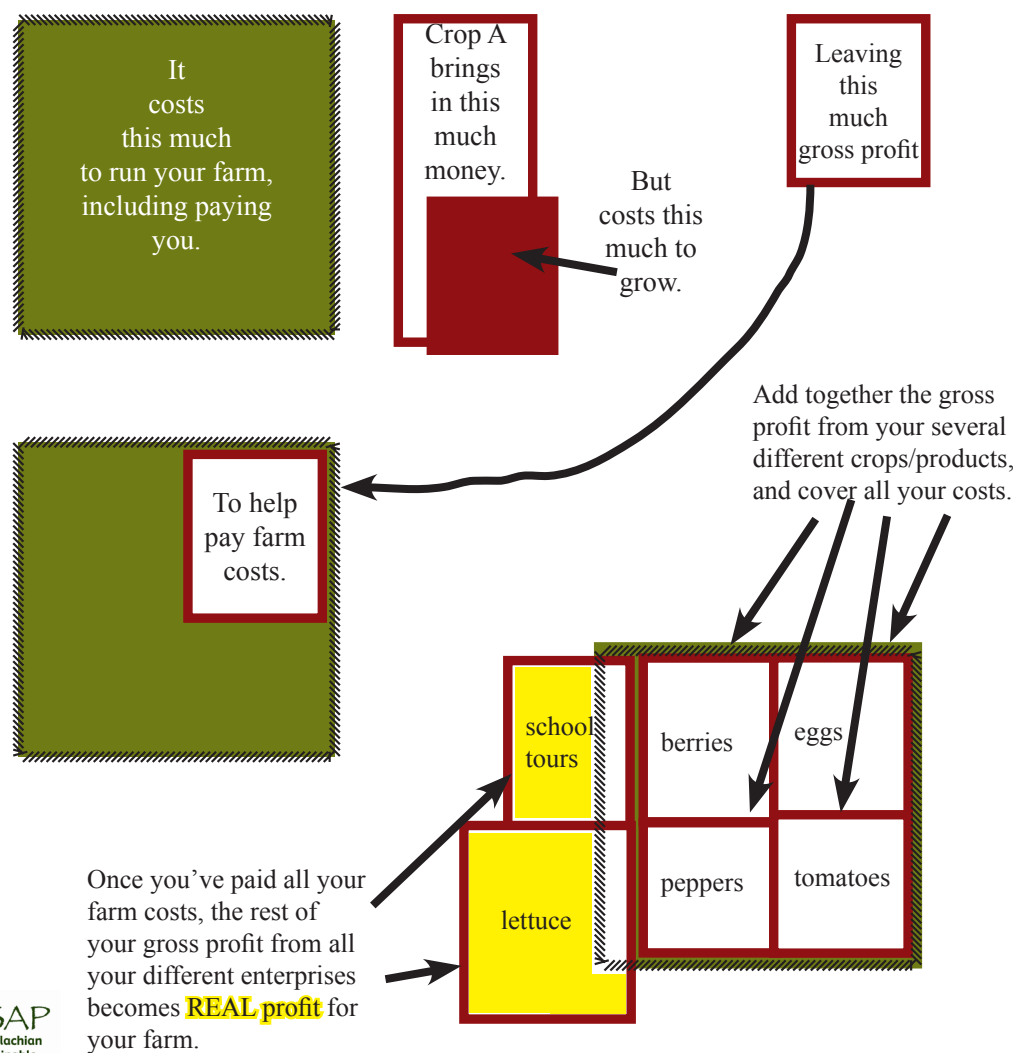 It
costs
this much
to run your farm,
including paying
you.
Crop A
brings
in this
much
money.
But
costs this
much to
grow.
Leaving
this
much
gross profit
To help
pay farm
costs.
Add together the gross
profit from your several
different crops/products,
and cover all your costs.
school
tours
berries
eggs
lettuce
peppers
tomatoes
Once you’ve paid all your
farm costs, the rest of
your gross profit from all
your different enterprises
becomes REAL profit for
your farm.